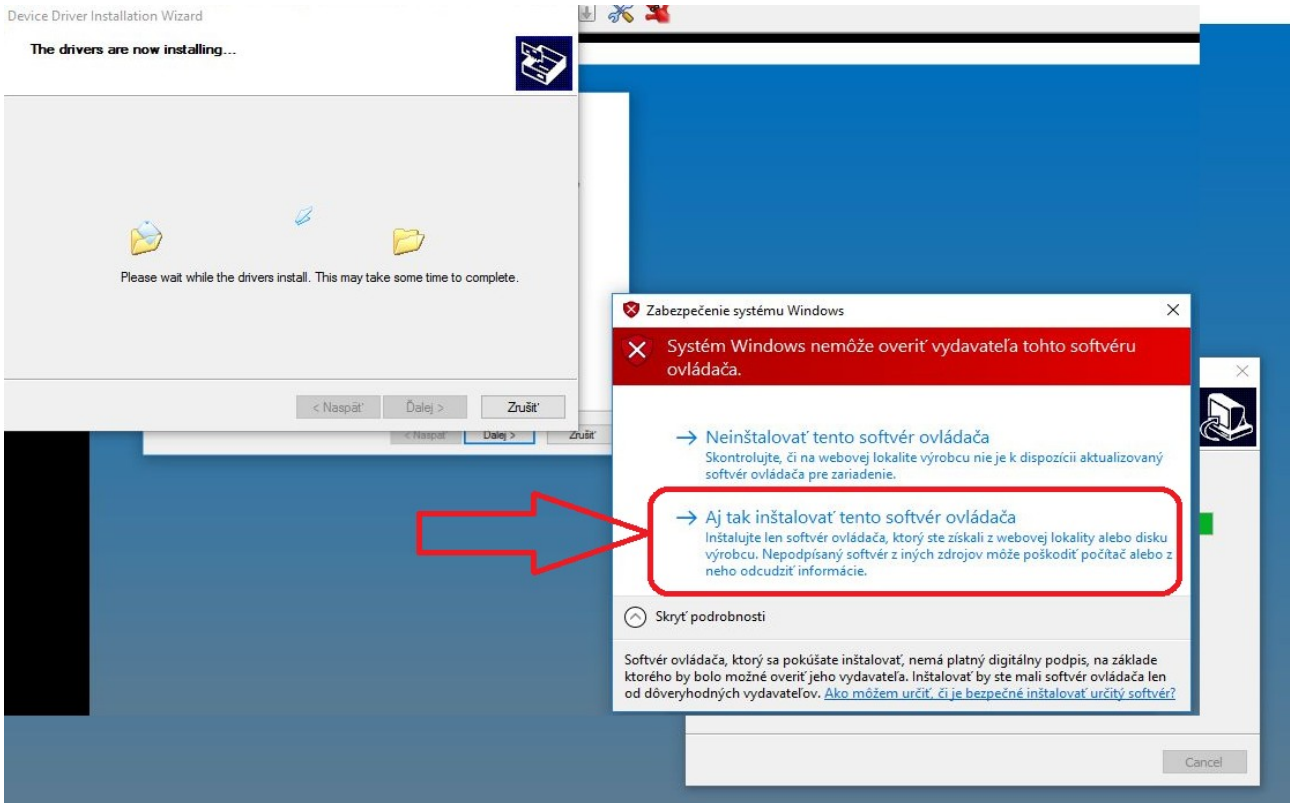 Device Driver Installation Wizard
The drivers are now installing...
Please wait while the drivers install. This may take some time to complete.
< Naspäť
Ďalej >
Zrušiť
< Naspäť
Ďalej >
Zrušiť
Zabezpečenie systému Windows
Systém Windows nemôže overiť vydavateľa tohto softvéru
ovládača.
→ Neinštalovať tento softvér ovládača
Skontrolujte, či na webovej lokalite výrobcu nie je k dispozícii aktualizovaný
softvér ovládača pre zariadenie.
→ Aj tak inštalovať tento softvér ovládača
Inštalujte len softvér ovládača, ktorý ste získali z webovej lokality alebo disku
výrobcu. Nepodpísaný softvér z iných zdrojov môže poškodiť počítač alebo z
neho odcudziť informácie.
Skryť podrobnosti
Softvér ovládača, ktorý sa pokúšate inštalovať, nemá platný digitálny podpis, na základe
ktorého by bolo možné overiť jeho vydavateľa. Inštalovať by ste mali softvér ovládača len
od dôveryhodných vydavateľov. Ako môžem určiť, či je bezpečné inštalovať určitý softvér?
Cancel